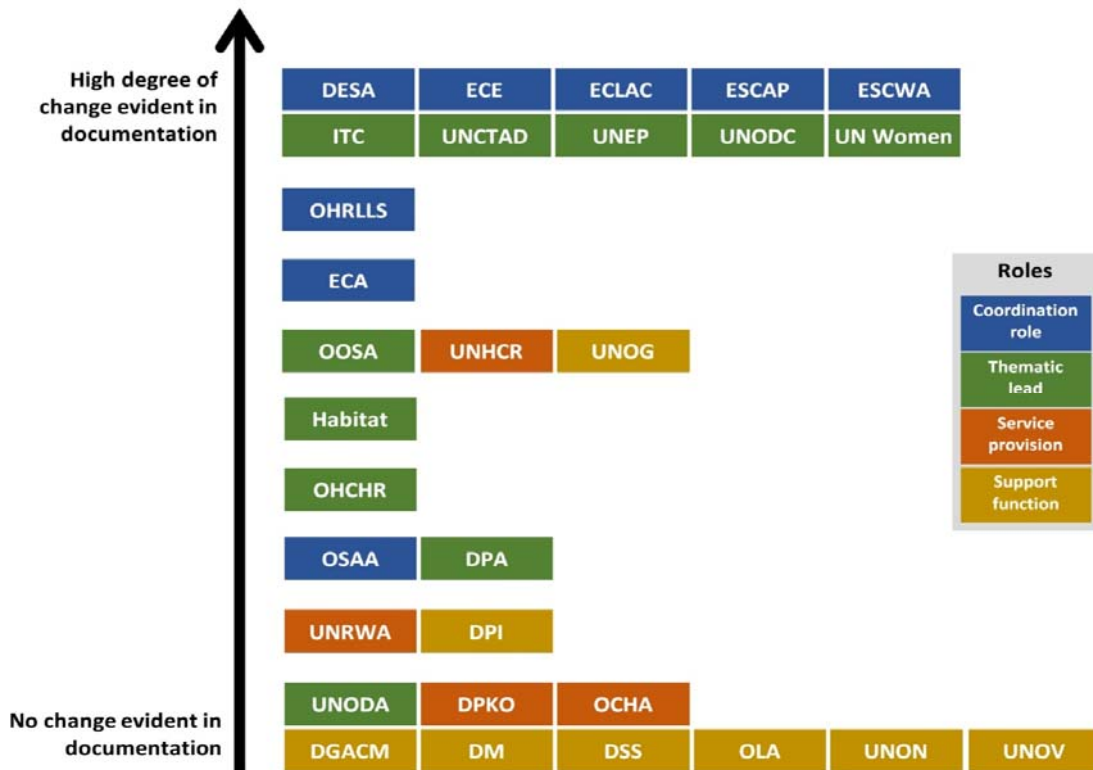 High degree of
change evident in
documentation
DESA ECE ECLAC ESCAP ESCWA
ITC UNCTAD UNEP UNODC UN Women
OHRLLS
ECA
OOSA UNHCR UNOG
Habitat
OHCHR
OSAA DPA
UNRWA DPI
UNODA DPKO OCHA
DGACM DM DSS OLA UNON UNOV
No change evident in
documentation
Roles
Coordination
role
Thematic
lead
Service
provision
Support
function